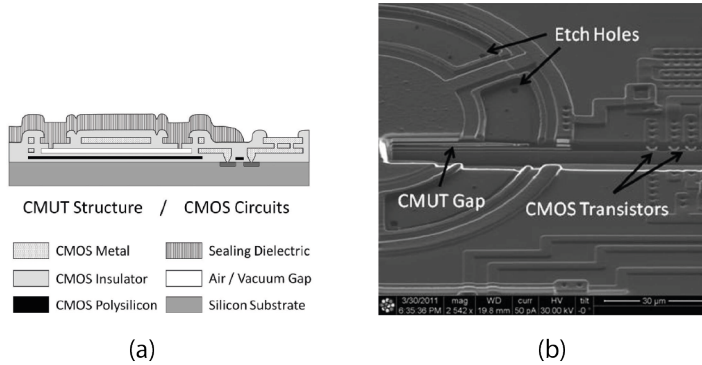 CMUT Structure / CMOS Circuits
CMOS Metal
Sealing Dielectric
CMOS Insulator
Air / Vacuum Gap
CMOS Polysilicon
Silicon Substrate
(a)
Etch Holes
CMUT Gap
CMOS Transistors
3/30/2011 mag WD curr HV tilt
6:35:36 PM 2 542 x 19.8 mm 50 pA 30.00 kV -0 °
30 µm
(b)